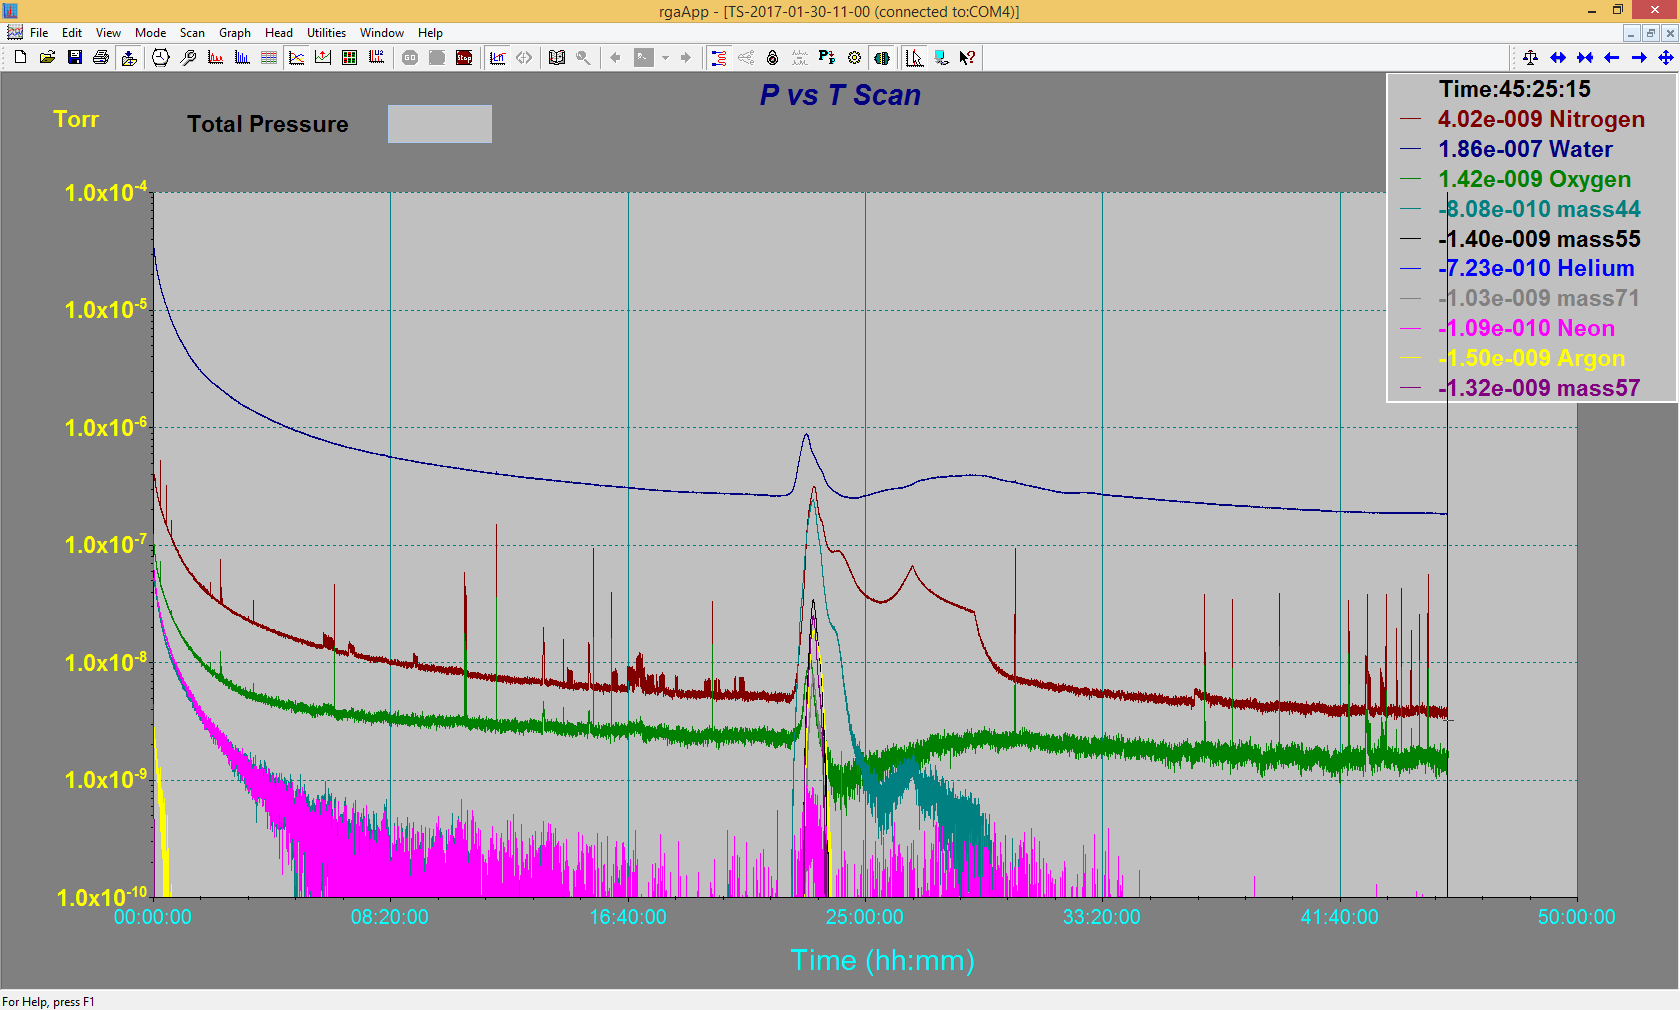 rgaApp - [TS-2017-01-30-11-00 (connected to:COM4)]
File Edit View Mode Scan Graph Head Utilities Window Help
GO Stop
P vs T Scan
Torr
Total Pressure
Time:45:25:15
4.02e-009 Nitrogen
1.86e-007 Water
1.42e-009 Oxygen
-8.08e-010 mass44
-1.40e-009 mass55
-7.23e-010 Helium
-1.03e-009 mass71
-1.09e-010 Neon
-1.50e-009 Argon
-1.32e-009 mass57
1.0x10-4
1.0x10-5
1.0x10-6
1.0x10-7
1.0x10-8
1.0x10-9
1.0x10-10
00:00:00 08:20:00 16:40:00 25:00:00 33:20:00 41:40:00 50:00:00
Time (hh:mm)
For Help, press F1